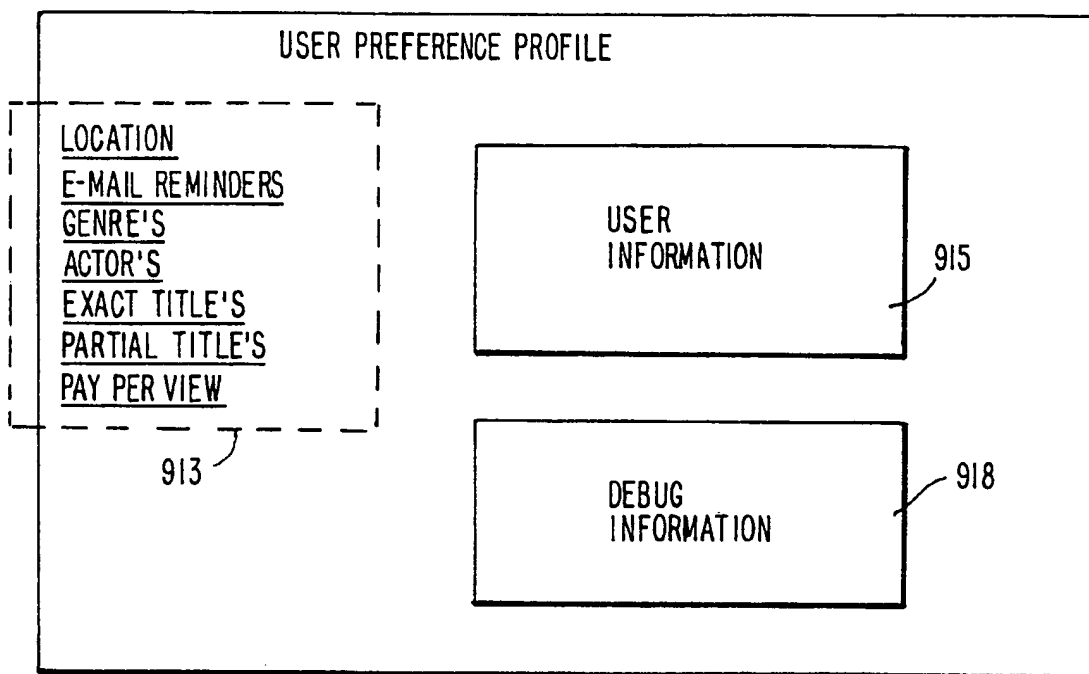 USER PREFERENCE PROFILE
LOCATION
E-MAIL REMINDERS
GENRE'S
ACTOR'S
EXACT TITLE'S
PARTIAL TITLE'S
PAY PER VIEW
913
USER
INFORMATION
915
DEBUG
INFORMATION
918